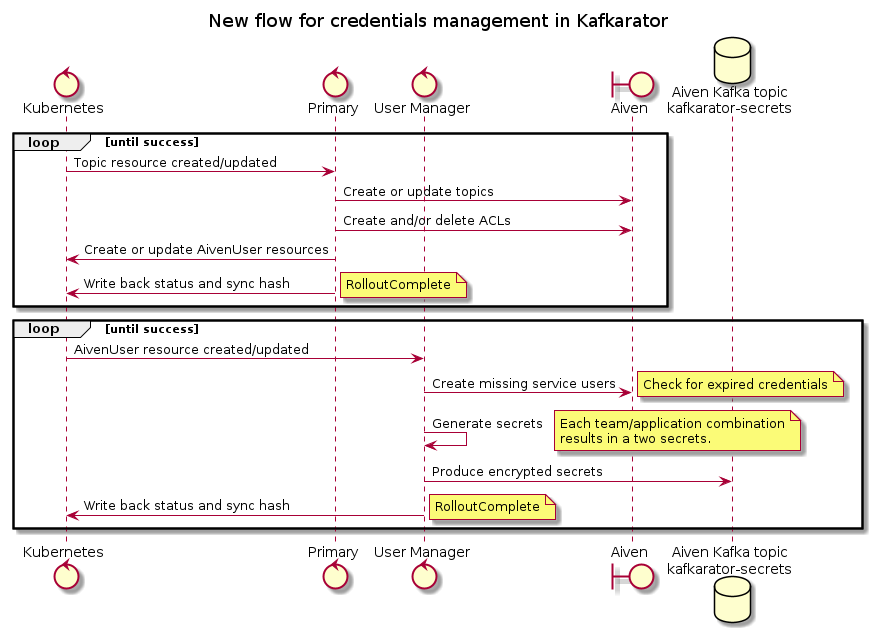 New flow for credentials management in Kafkarator
Kubernetes
Primary
User Manager
Aiven
Aiven Kafka topic
kafkarator-secrets
loop [until success]
Topic resource created/updated
Create or update topics
Create and/or delete ACLs
Create or update AivenUser resources
Write back status and sync hash
RolloutComplete
loop [until success]
AivenUser resource created/updated
Create missing service users
Check for expired credentials
Generate secrets
Each team/application combination
results in a two secrets.
Produce encrypted secrets
Write back status and sync hash
RolloutComplete
Kubernetes
Primary
User Manager
Aiven
Aiven Kafka topic
kafkarator-secrets